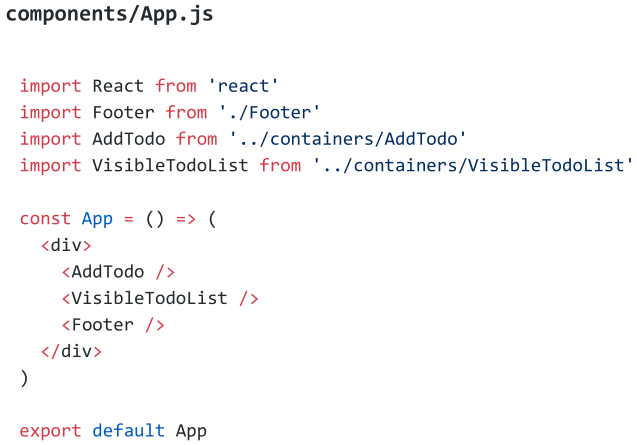 components/App.js
import React from 'react'
import Footer from './Footer'
import AddTodo from '../containers/AddTodo'
import VisibleTodoList from '../containers/VisibleTodoList'
const App = () => (
  <div>
    <AddTodo />
    <VisibleTodoList />
    <Footer />
  </div>
)
export default App